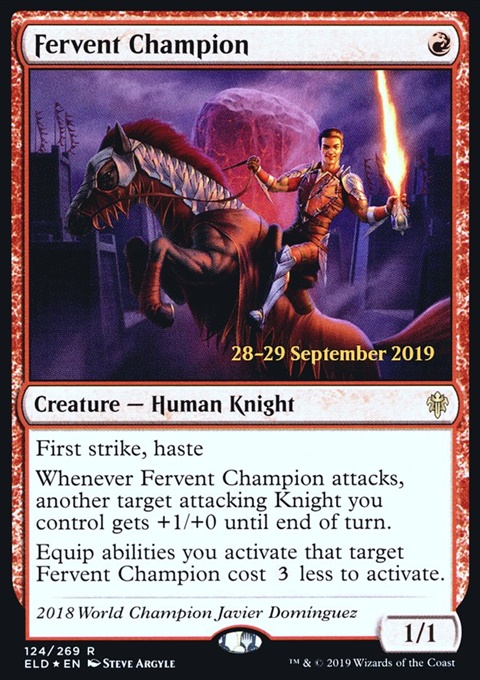 Fervent Champion
28-29 September 2019
Creature — Human Knight
First strike, haste
Whenever Fervent Champion attacks,
another target attacking Knight you
control gets +1/+0 until end of turn.
Equip abilities you activate that target
Fervent Champion cost 3 less to activate.
2018 World Champion Javier Domínguez
1/1
124/269 R
ELD ★ EN Steve Argyle
™ & © 2019 Wizards of the Coast